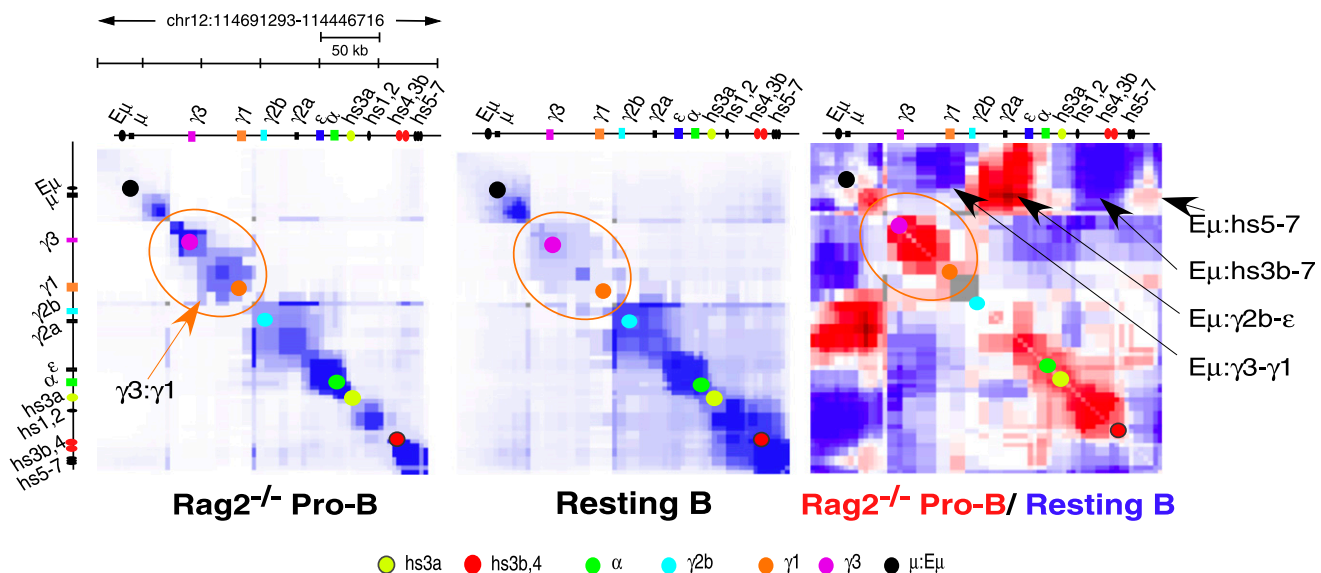 chr12:114691293-114446716
50 kb
Eμ μ γ3 γ1 γ2b γ2a ε α hs3a hs1,2 hs4,3b hs5-7
Eμ μ γ3 γ1 γ2b γ2a ε α hs3a hs1,2 hs4,3b hs5-7
Eμ μ γ3 γ1 γ2b γ2a ε α hs3a hs1,2 hs4,3b hs5-7
Eμ
μ
γ3
γ1
γ2b
γ2a
α ε
hs3a
hs1,2
hs3b,4
hs5-7
γ3:γ1
Eμ:hs5-7
Eμ:hs3b-7
Eμ:γ2b-ε
Eμ:γ3-γ1
Rag2-/- Pro-B
Resting B
Rag2-/- Pro-B/ Resting B
hs3a hs3b,4 α γ2b γ1 γ3 μ:Eμ